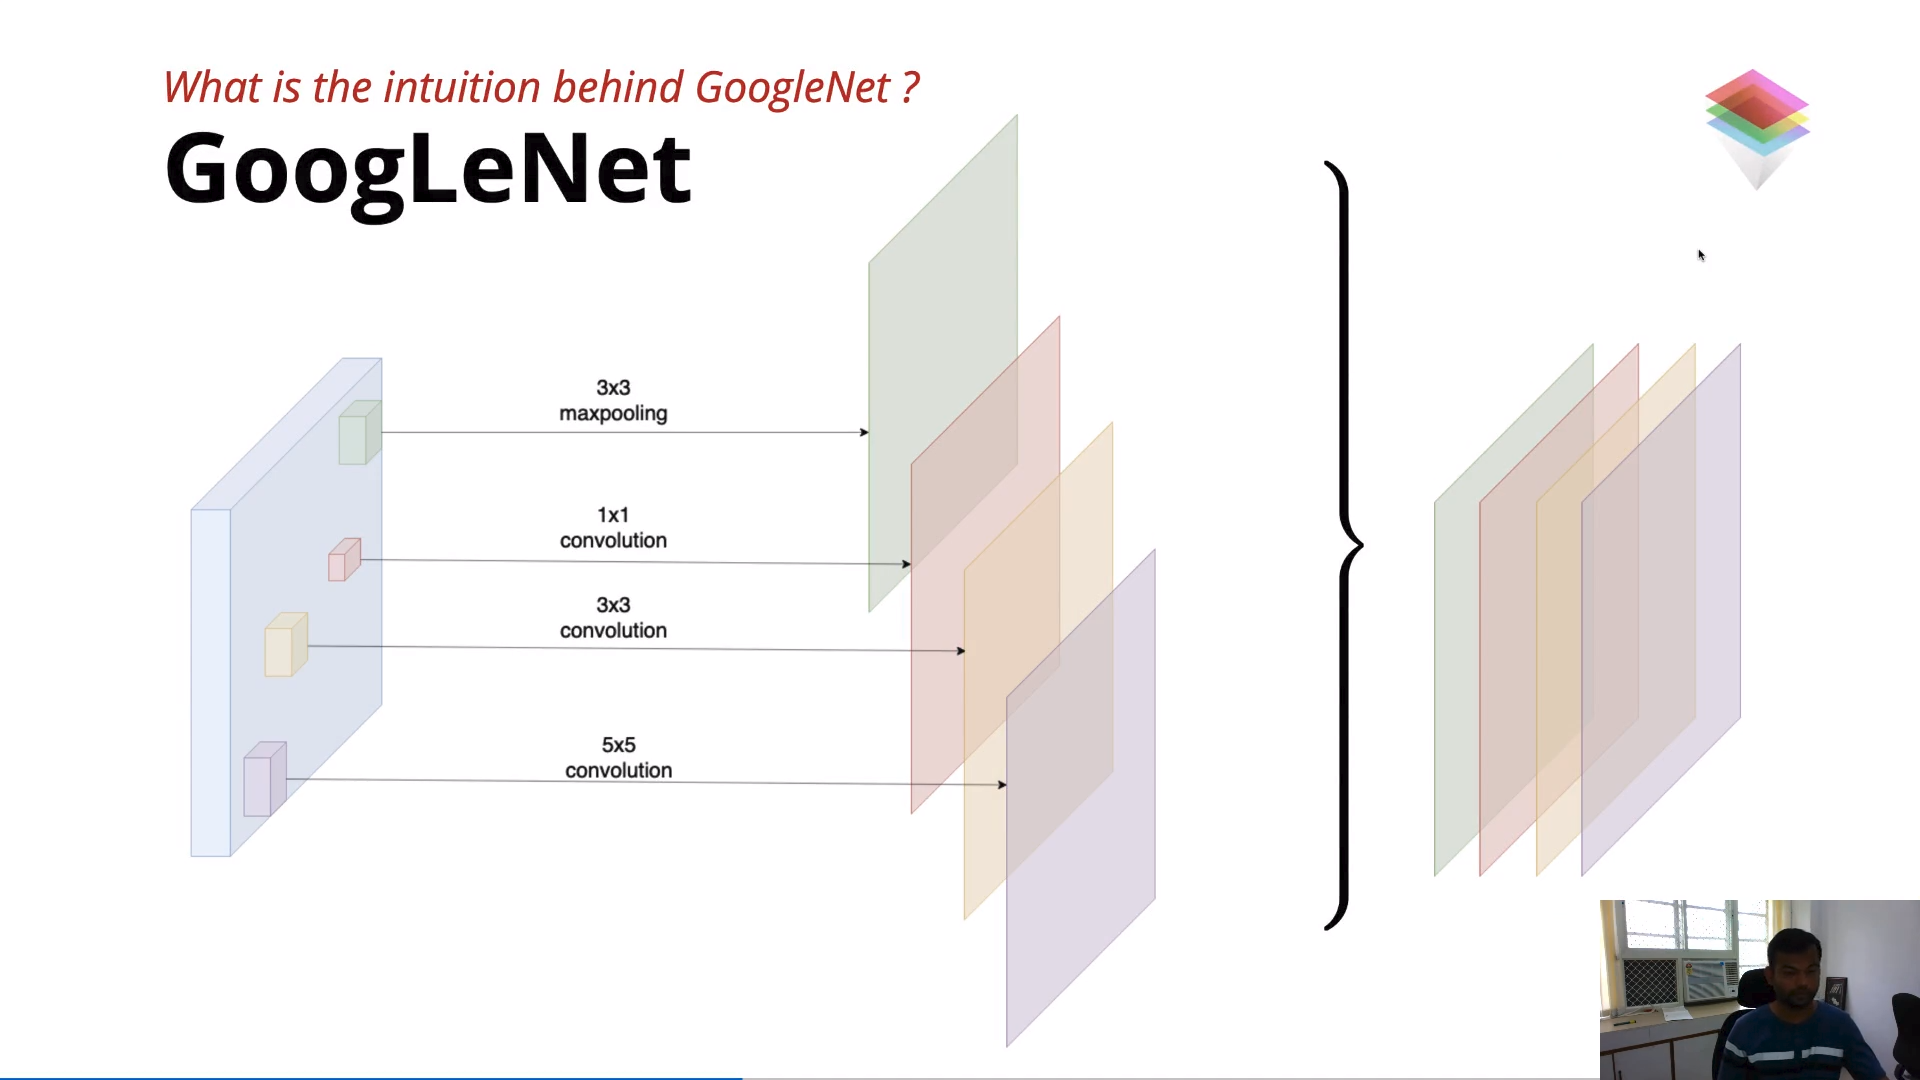 What is the intuition behind GoogleNet ?
GoogLeNet
3x3
maxpooling
1x1
convolution
3x3
convolution
5x5
convolution